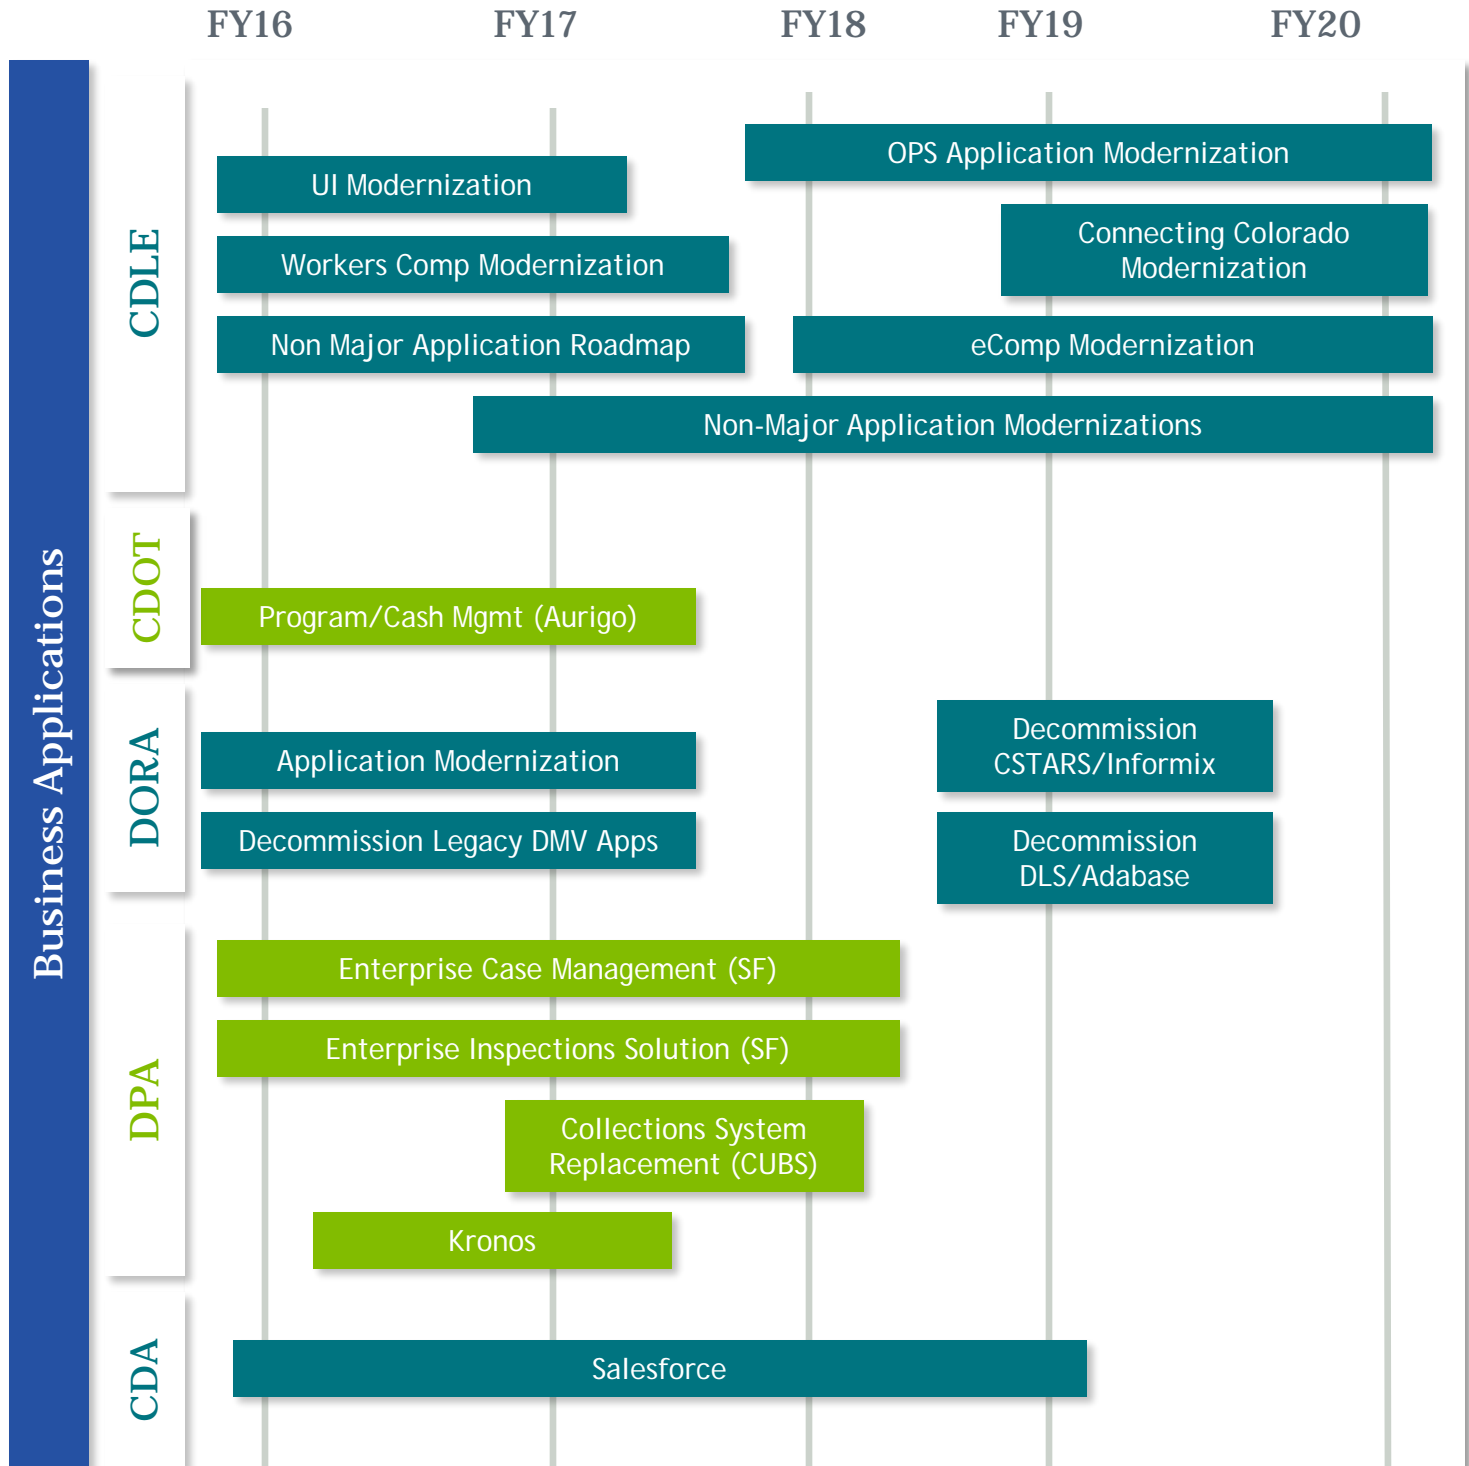 FY16 FY17 FY18 FY19 FY20
Business Applications
CDLE
OPS Application Modernization
UI Modernization
Connecting Colorado
Modernization
Workers Comp Modernization
Non Major Application Roadmap
eComp Modernization
Non-Major Application Modernizations
CDOT
Program/Cash Mgmt (Aurigo)
DORA
Decommission
CSTARS/Informix
Application Modernization
Decommission Legacy DMV Apps
Decommission
DLS/Adabase
DPA
Enterprise Case Management (SF)
Enterprise Inspections Solution (SF)
Collections System
Replacement (CUBS)
Kronos
CDA
Salesforce